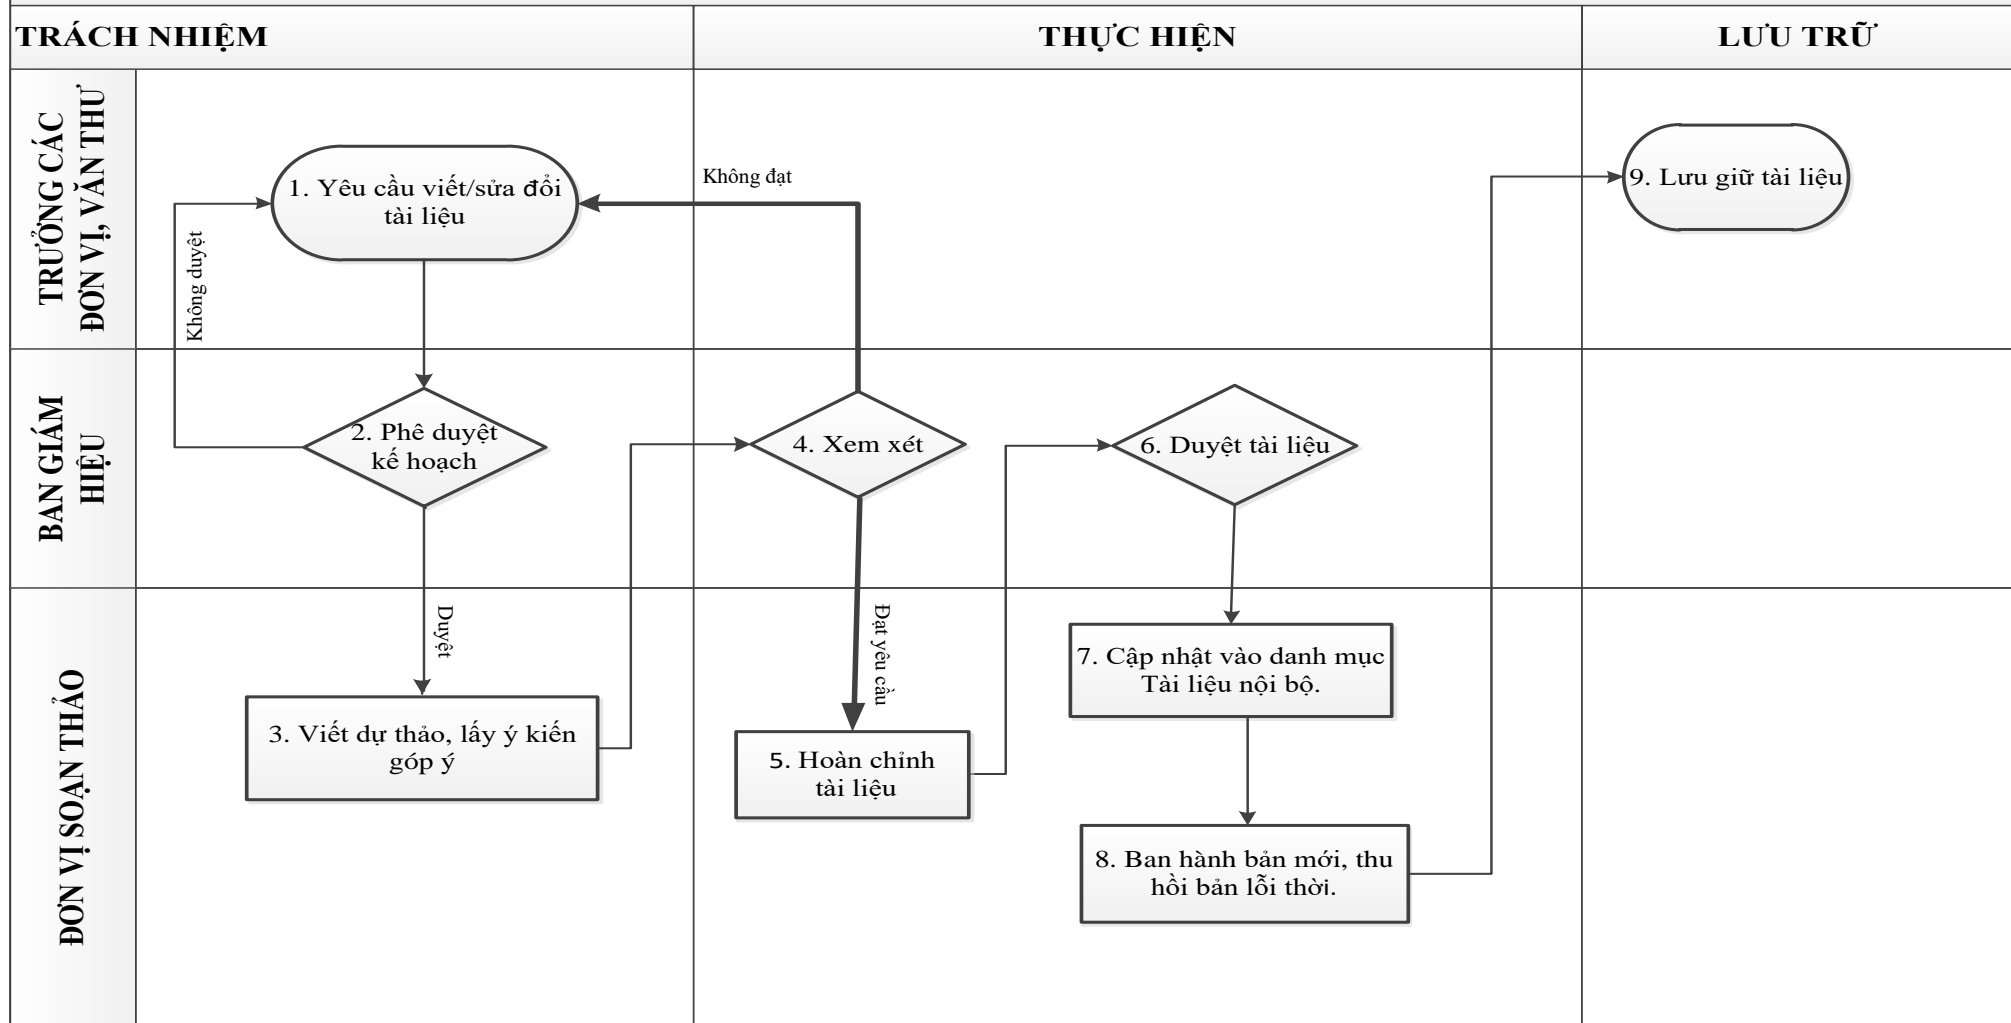 TRÁCH NHIỆM
THỰC HIỆN
LƯU TRỮ
TRƯỞNG CÁC
ĐƠN VỊ, VĂN THƯ
1. Yêu cầu viết/sửa đổi
tài liệu
Không đạt
9. Lưu giữ tài liệu
Không duyệt
BAN GIÁM
HIỆU
2. Phê duyệt
kế hoạch
4. Xem xét
6. Duyệt tài liệu
ĐƠN VỊ SOẠN THẢO
Duyệt
Đạt yêu cầu
3. Viết dự thảo, lấy ý kiến
góp ý
5. Hoàn chỉnh
tài liệu
7. Cập nhật vào danh mục
Tài liệu nội bộ.
8. Ban hành bản mới, thu
hồi bản lỗi thời.